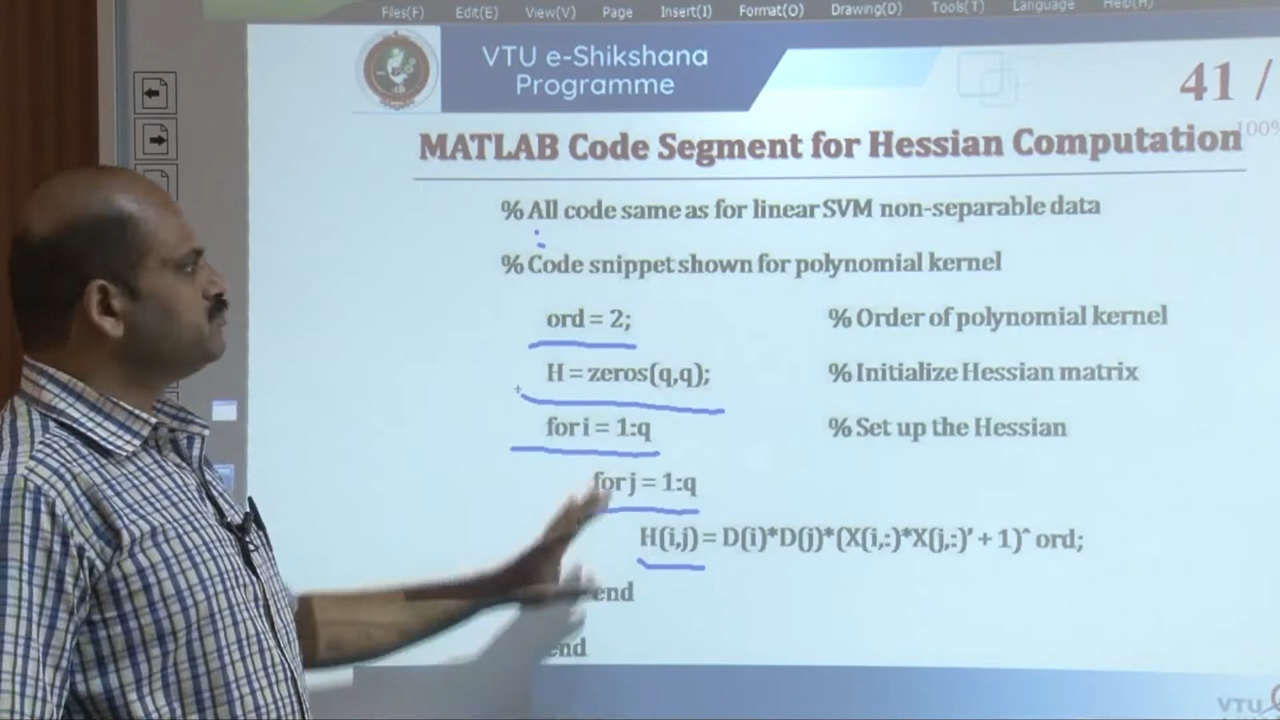 Files(F) Edit(E) View(V) Page Insert(I) Format(O) Drawing(D) Tools(T) Language Help(H)
VTU e-Shikshana
Programme
41 /
100%
MATLAB Code Segment for Hessian Computation
% All code same as for linear SVM non-separable data
% Code snippet shown for polynomial kernel
ord = 2; % Order of polynomial kernel
H = zeros(q,q); % Initialize Hessian matrix
for i = 1:q % Set up the Hessian
for j = 1:q
H(i,j) = D(i)*D(j)*(X(i,:)*X(j,:)' + 1)^ ord;
end
end
VTU